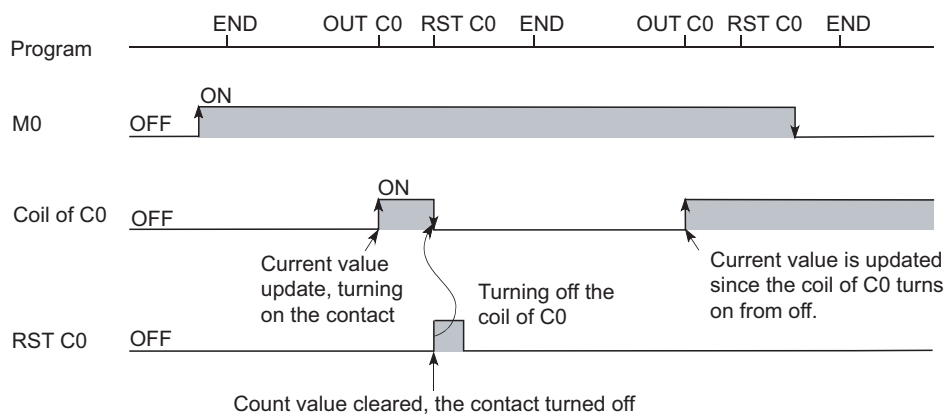 END OUT C0 RST C0 END OUT C0 RST C0 END
Program
ON
M0 OFF
ON
Coil of C0 OFF
Current value
update, turning
on the contact
Turning off the
coil of C0
Current value is updated
since the coil of C0 turns
on from off.
RST C0 OFF
Count value cleared, the contact turned off